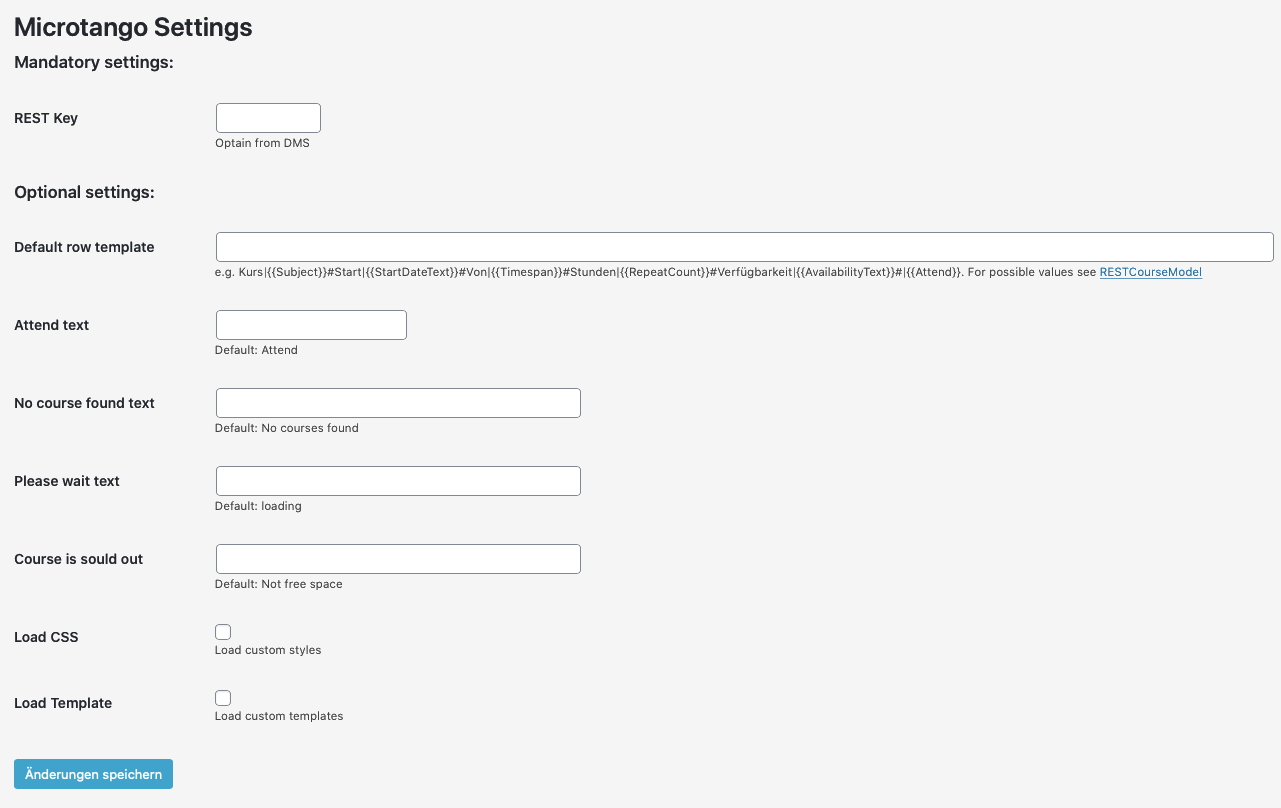 Microtango Settings
Mandatory settings:
REST Key
Optain from DMS
Optional settings:
Default row template
e.g. Kurs|{{Subject}}#Start|{{StartDateText}}#Von|{{Timespan}}#Stunden|{{RepeatCount}}#Verfügbarkeit|{{AvailabilityText}}#|{{Attend}}. For possible values see RESTCourseModel
Attend text
Default: Attend
No course found text
Default: No courses found
Please wait text
Default: loading
Course is sould out
Default: Not free space
Load CSS
Load custom styles
Load Template
Load custom templates
Änderungen speichern